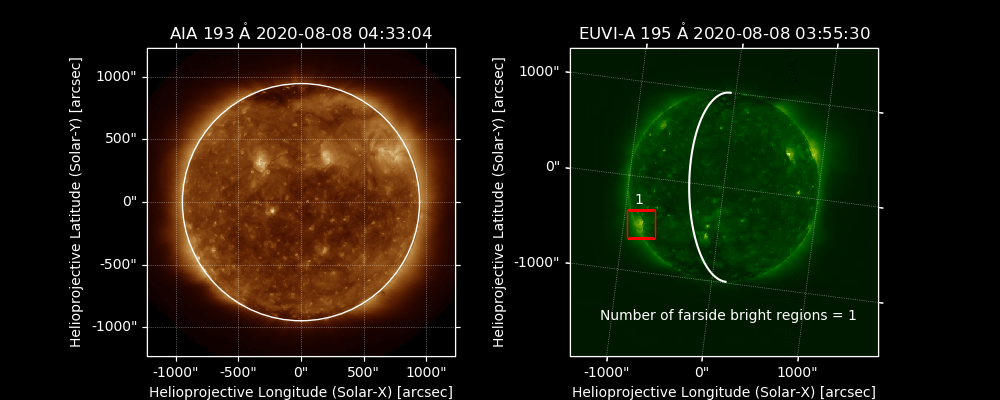 AIA 193 Å 2020-08-08 04:33:04
EUVI-A 195 Å 2020-08-08 03:55:30
Helioprojective Latitude (Solar-Y) [arcsec]
1000"
500"
0"
-500"
-1000"
-1000"
-500"
0"
500"
1000"
Helioprojective Longitude (Solar-X) [arcsec]
Helioprojective Latitude (Solar-Y) [arcsec]
1000"
0"
-1000"
1
Number of farside bright regions = 1
-1000"
0"
1000"
Helioprojective Longitude (Solar-X) [arcsec]